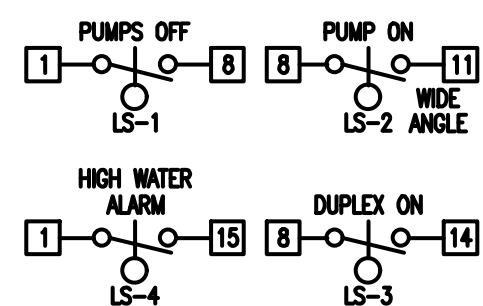 PUMPS OFF
1 8
LS-1
PUMP ON
8 11
LS-2
WIDE
ANGLE
HIGH WATER
ALARM
1 15
LS-4
DUPLEX ON
8 14
LS-3